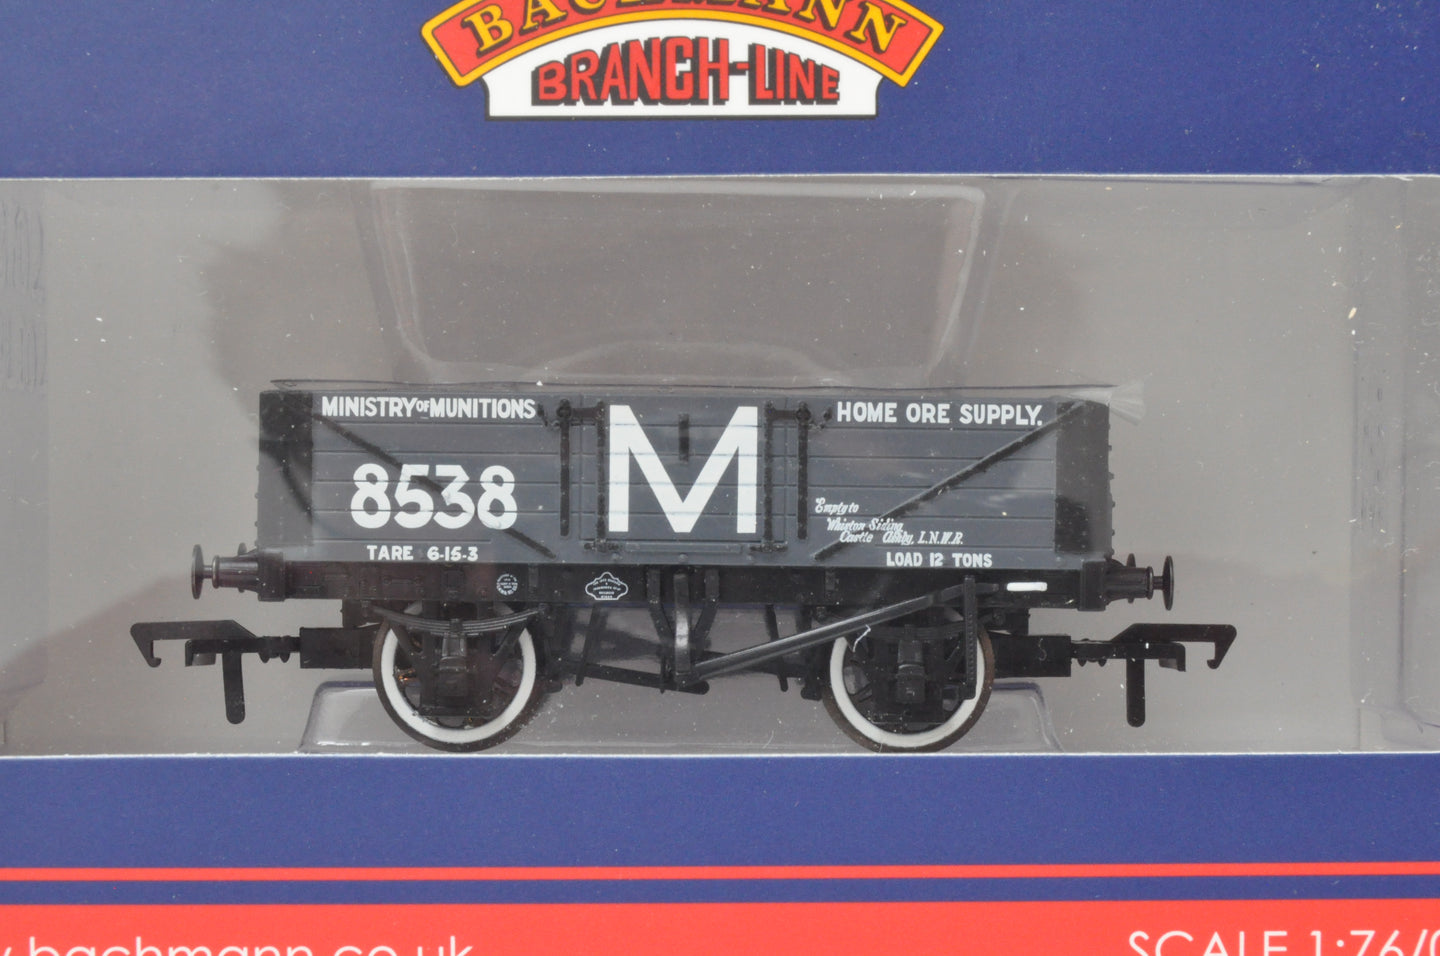 BACHMANN
BRANCH-LINE
MINISTRY OF MUNITIONS
M
HOME ORE SUPPLY.
8538
Empty to
Whiston Siding
Castle Ashby, L.N.W.R.
TARE 6-15-3
LOAD 12 TONS
bachmann.co.uk
SCALE 1:76/